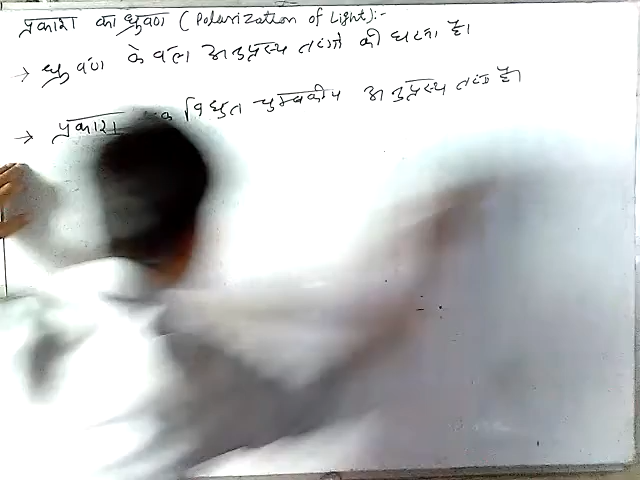 प्रकाश का ध्रुवण (Polarization of Light):-
→ ध्रुवण केवल अनुप्रस्थ तरंगों की घटना है।
→ प्रकाश एक विधुत चुम्बकीय अनुप्रस्थ तरंग है।